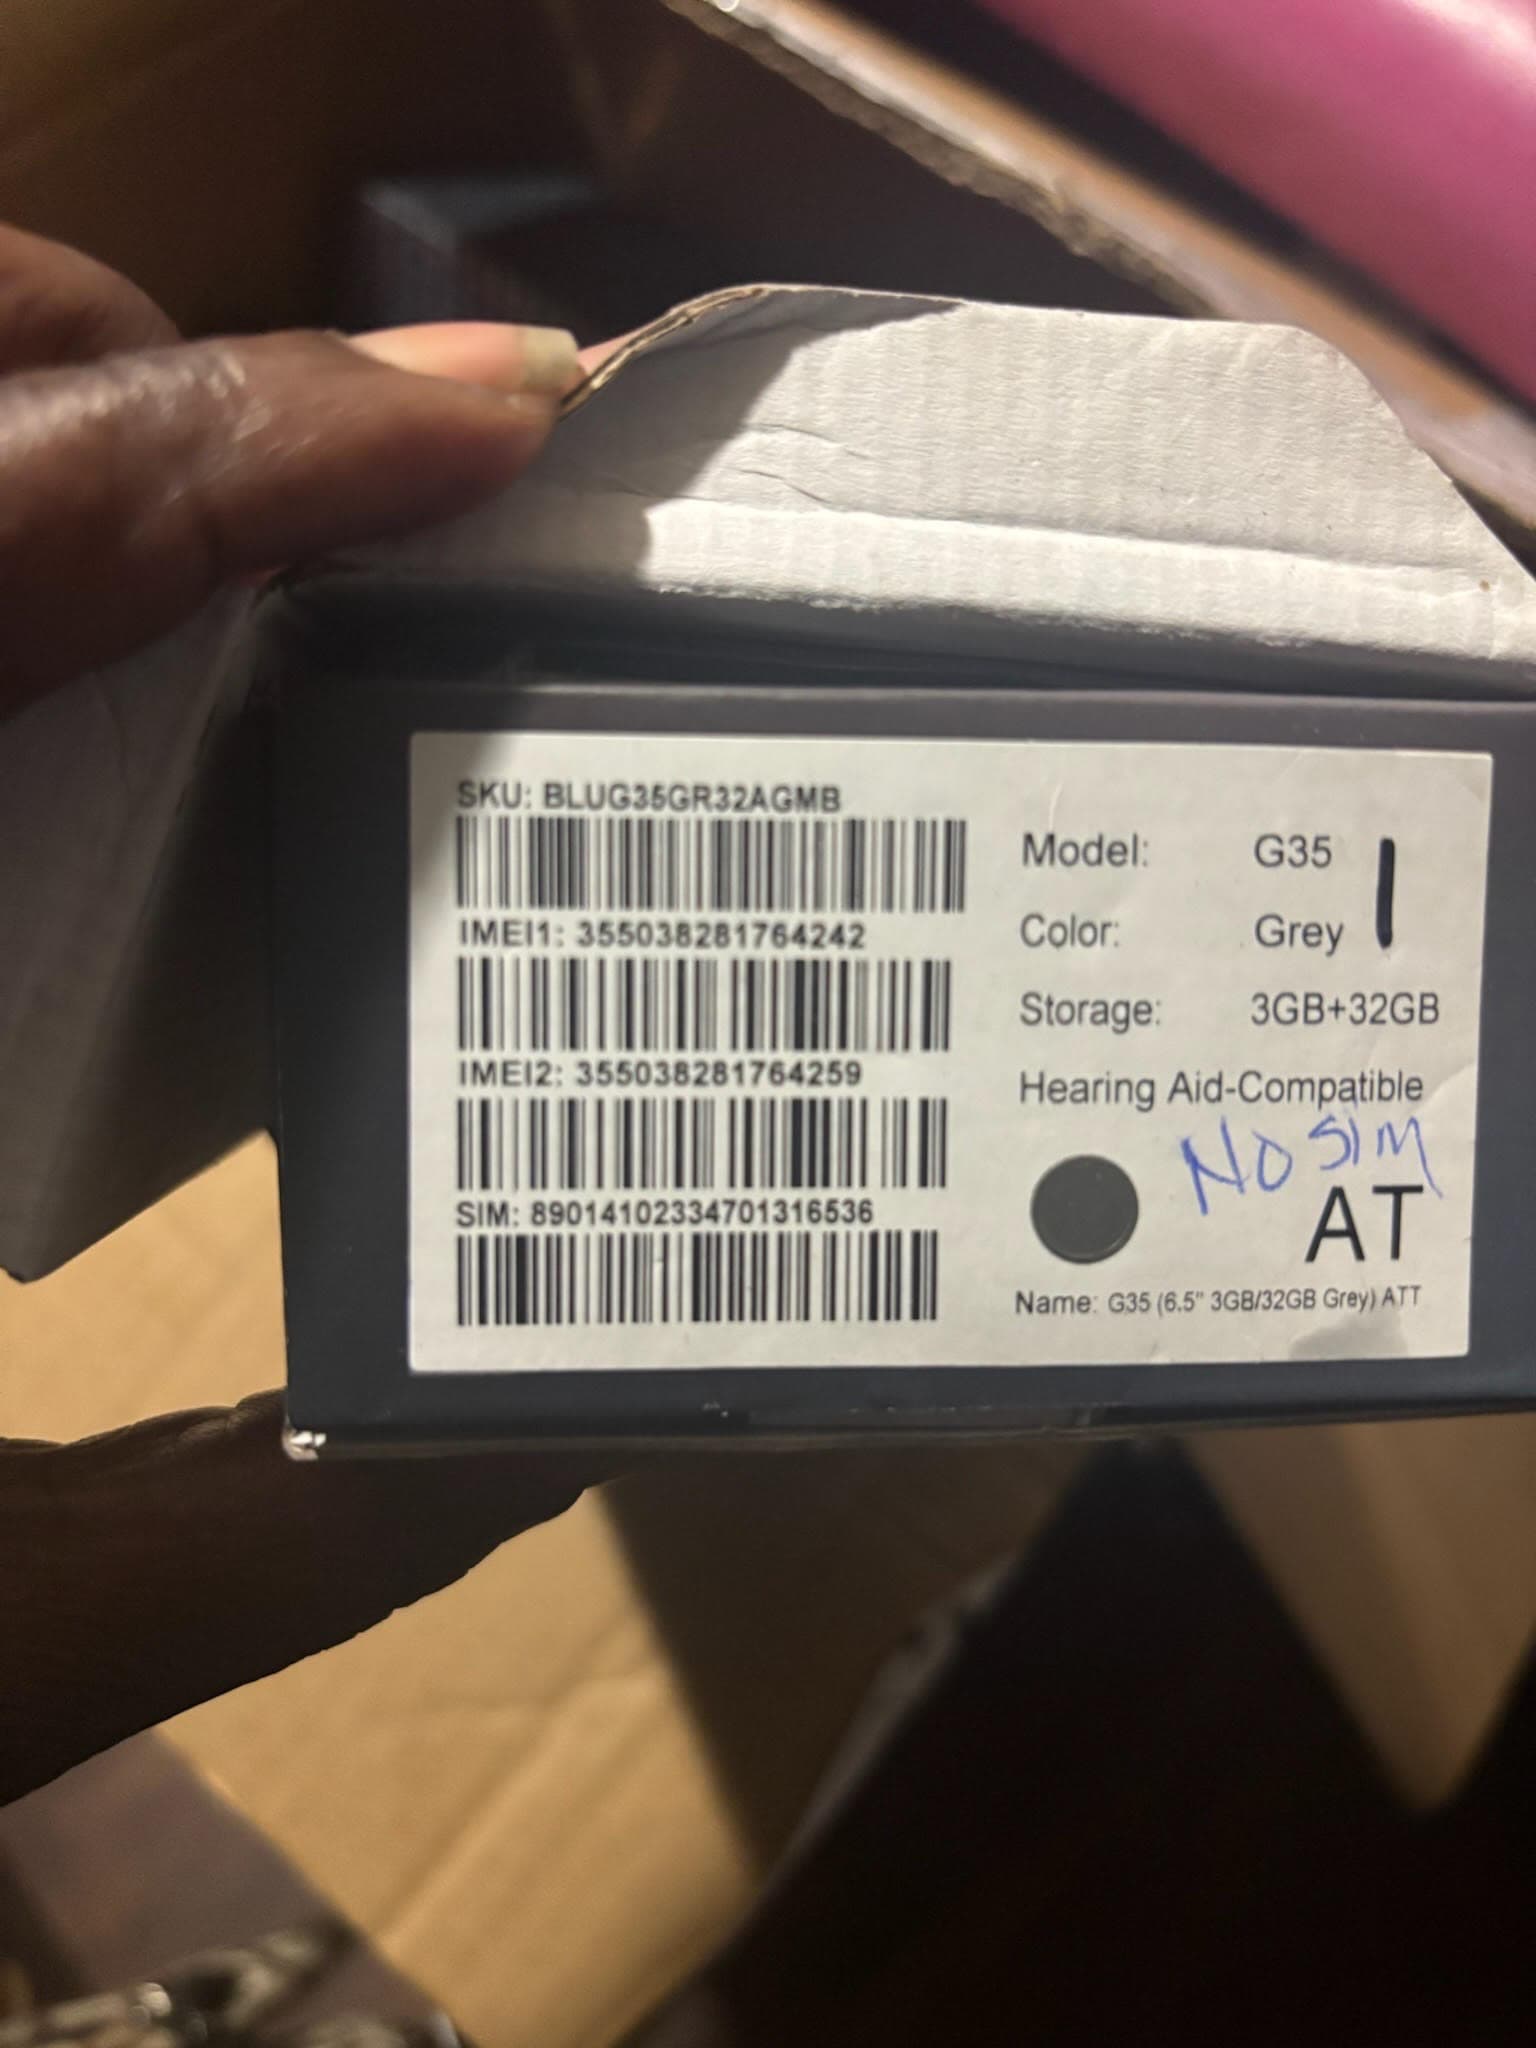 SKU: BLUG35GR32AGMB
IMEI1: 355038281764242
IMEI2: 355038281764259
SIM: 89014102334701316536
Model: G35
Color: Grey
Storage: 3GB+32GB
Hearing Aid-Compatible
No SIM
AT
Name: G35 (6.5" 3GB/32GB Grey) ATT